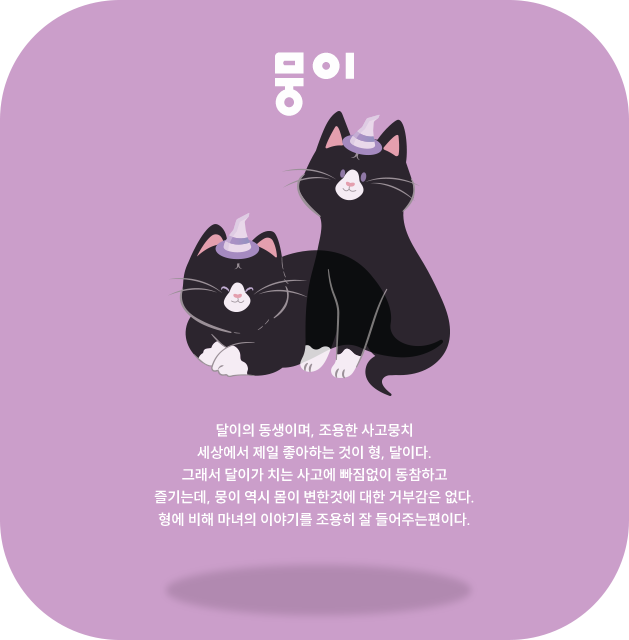 뭉이
달이의 동생이며, 조용한 사고뭉치
세상에서 제일 좋아하는 것이 형, 달이다.
그래서 달이가 치는 사고에 빠짐없이 동참하고
즐기는데, 뭉이 역시 몸이 변한것에 대한 거부감은 없다.
형에 비해 마녀의 이야기를 조용히 잘 들어주는편이다.